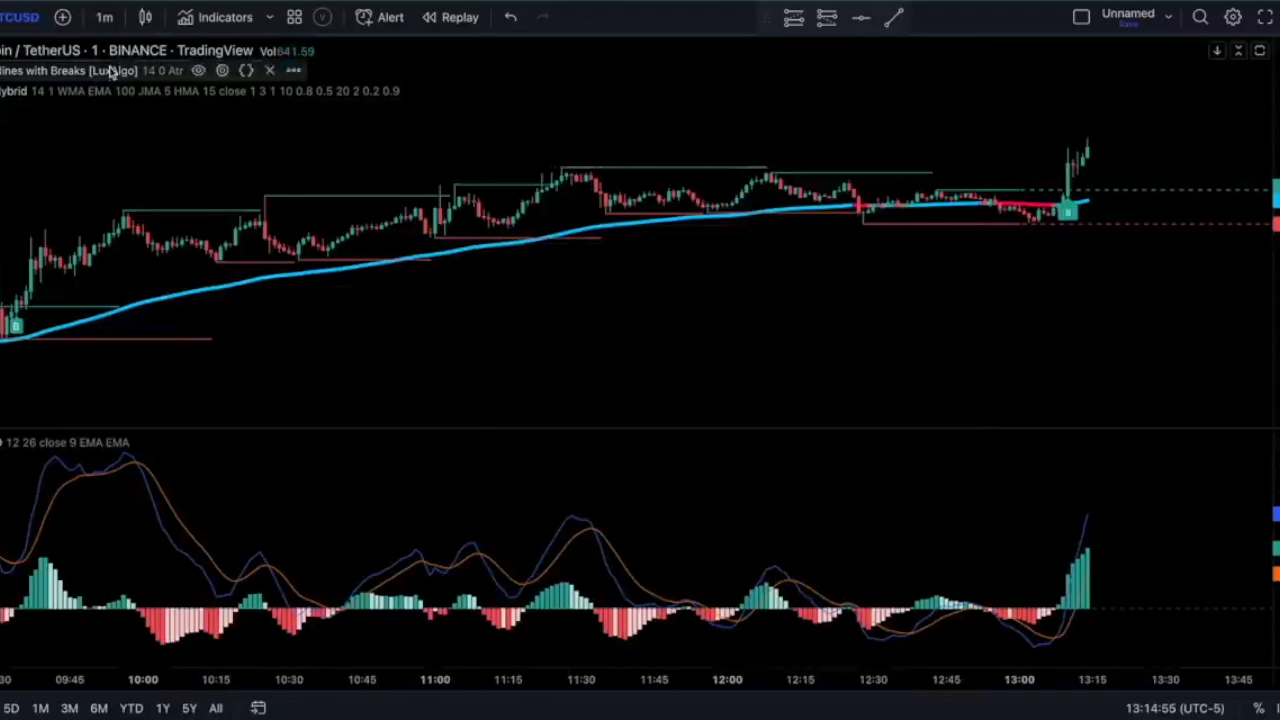 TCUSD 1m Indicators Alert Replay Unnamed
Save
in / TetherUS · 1 · BINANCE · TradingView Vol641.59
lines with Breaks [LuxAlgo] 14 0 Atr
ybrid 14 1 WMA EMA 100 JMA 5 HMA 15 close 1 3 1 10 0.8 0.5 20 2 0.2 0.9
B
B
12 26 close 9 EMA EMA
30 09:45 10:00 10:15 10:30 10:45 11:00 11:15 11:30 11:45 12:00 12:15 12:30 12:45 13:00 13:15 13:30 13:45
5D 1M 3M 6M YTD 1Y 5Y All 13:14:55 (UTC-5) %